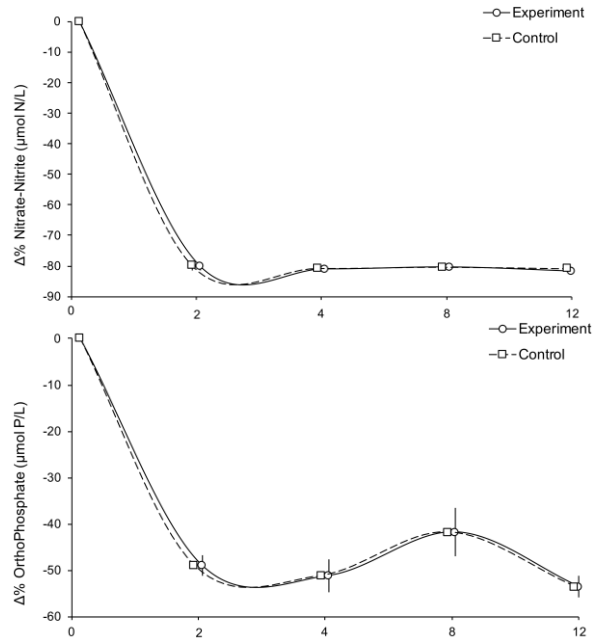 Experiment
Control
Δ% Nitrate-Nitrite (µmol N/L)
0
-10
-20
-30
-40
-50
-60
-70
-80
-90
0 2 4 8 12
Experiment
Control
Δ% OrthoPhosphate (µmol P/L)
0
-10
-20
-30
-40
-50
-60
0 2 4 8 12